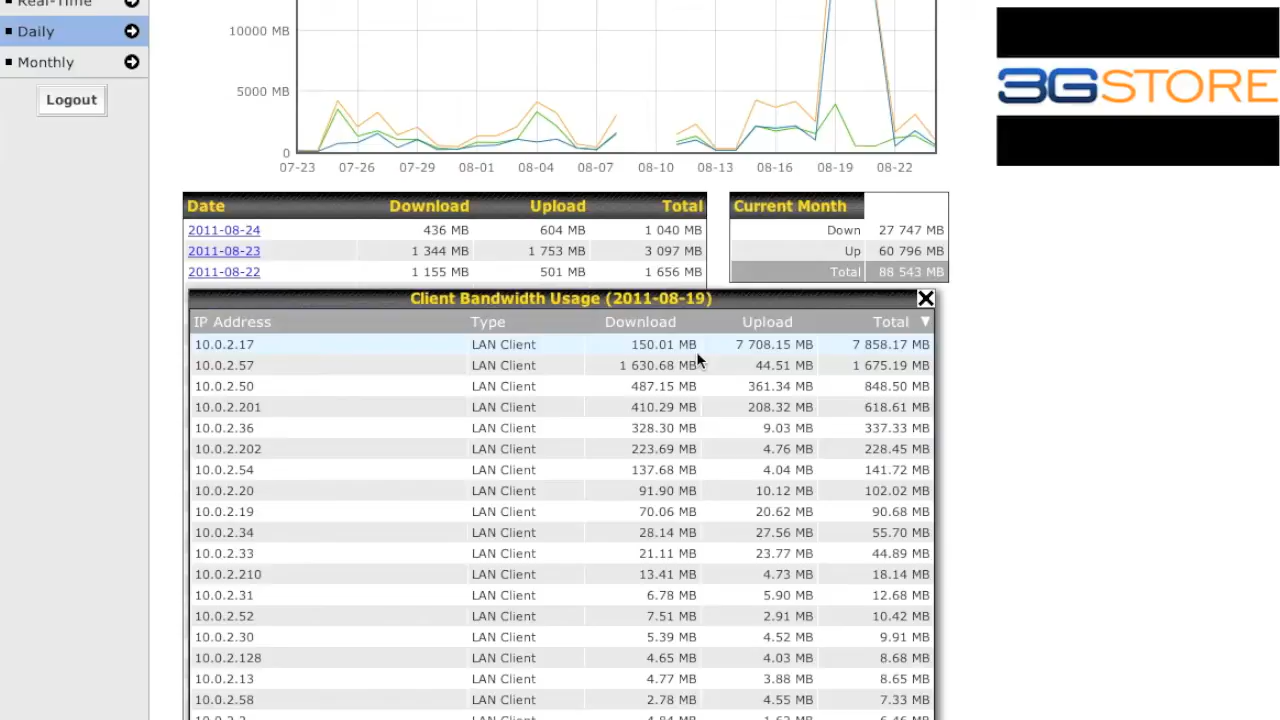 Real-Time
Daily
Monthly
Logout
10000 MB
5000 MB
0
07-23 07-26 07-29 08-01 08-04 08-07 08-11 08-13 08-16 08-19 08-22
3GSTORE
Date Download Upload Total
2011-08-24 436 MB 604 MB 1 040 MB
2011-08-23 1 344 MB 1 753 MB 3 097 MB
2011-08-22 1 155 MB 501 MB 1 656 MB
Current Month
Down 27 747 MB
Up 60 796 MB
Total 88 543 MB
Client Bandwidth Usage (2011-08-19)
IP Address Type Download Upload Total ▼
10.0.2.17 LAN Client 150.01 MB 7 708.15 MB 7 858.17 MB
10.0.2.57 LAN Client 1 630.68 MB 44.51 MB 1 675.19 MB
10.0.2.50 LAN Client 487.15 MB 361.34 MB 848.50 MB
10.0.2.201 LAN Client 410.29 MB 208.32 MB 618.61 MB
10.0.2.36 LAN Client 328.30 MB 9.03 MB 337.33 MB
10.0.2.202 LAN Client 223.69 MB 4.76 MB 228.45 MB
10.0.2.54 LAN Client 137.68 MB 4.04 MB 141.72 MB
10.0.2.20 LAN Client 91.90 MB 10.12 MB 102.02 MB
10.0.2.19 LAN Client 70.06 MB 20.62 MB 90.68 MB
10.0.2.34 LAN Client 28.14 MB 27.56 MB 55.70 MB
10.0.2.33 LAN Client 21.11 MB 23.77 MB 44.89 MB
10.0.2.210 LAN Client 13.41 MB 4.73 MB 18.14 MB
10.0.2.31 LAN Client 6.78 MB 5.90 MB 12.68 MB
10.0.2.52 LAN Client 7.51 MB 2.91 MB 10.42 MB
10.0.2.30 LAN Client 5.39 MB 4.52 MB 9.91 MB
10.0.2.128 LAN Client 4.65 MB 4.03 MB 8.68 MB
10.0.2.13 LAN Client 4.77 MB 3.88 MB 8.65 MB
10.0.2.58 LAN Client 2.78 MB 4.55 MB 7.33 MB